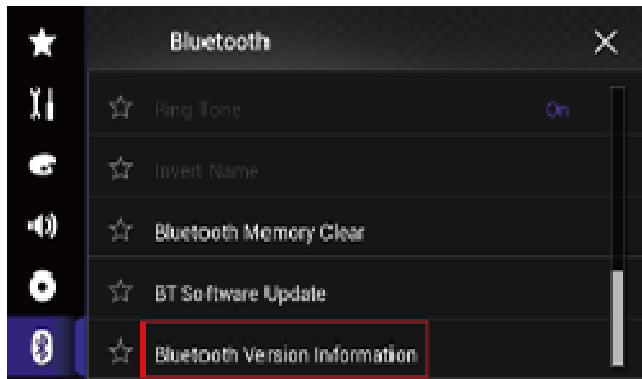 Bluetooth
Ring Tone On
Invert Name
Bluetooth Memory Clear
BT Software Update
Bluetooth Version Information